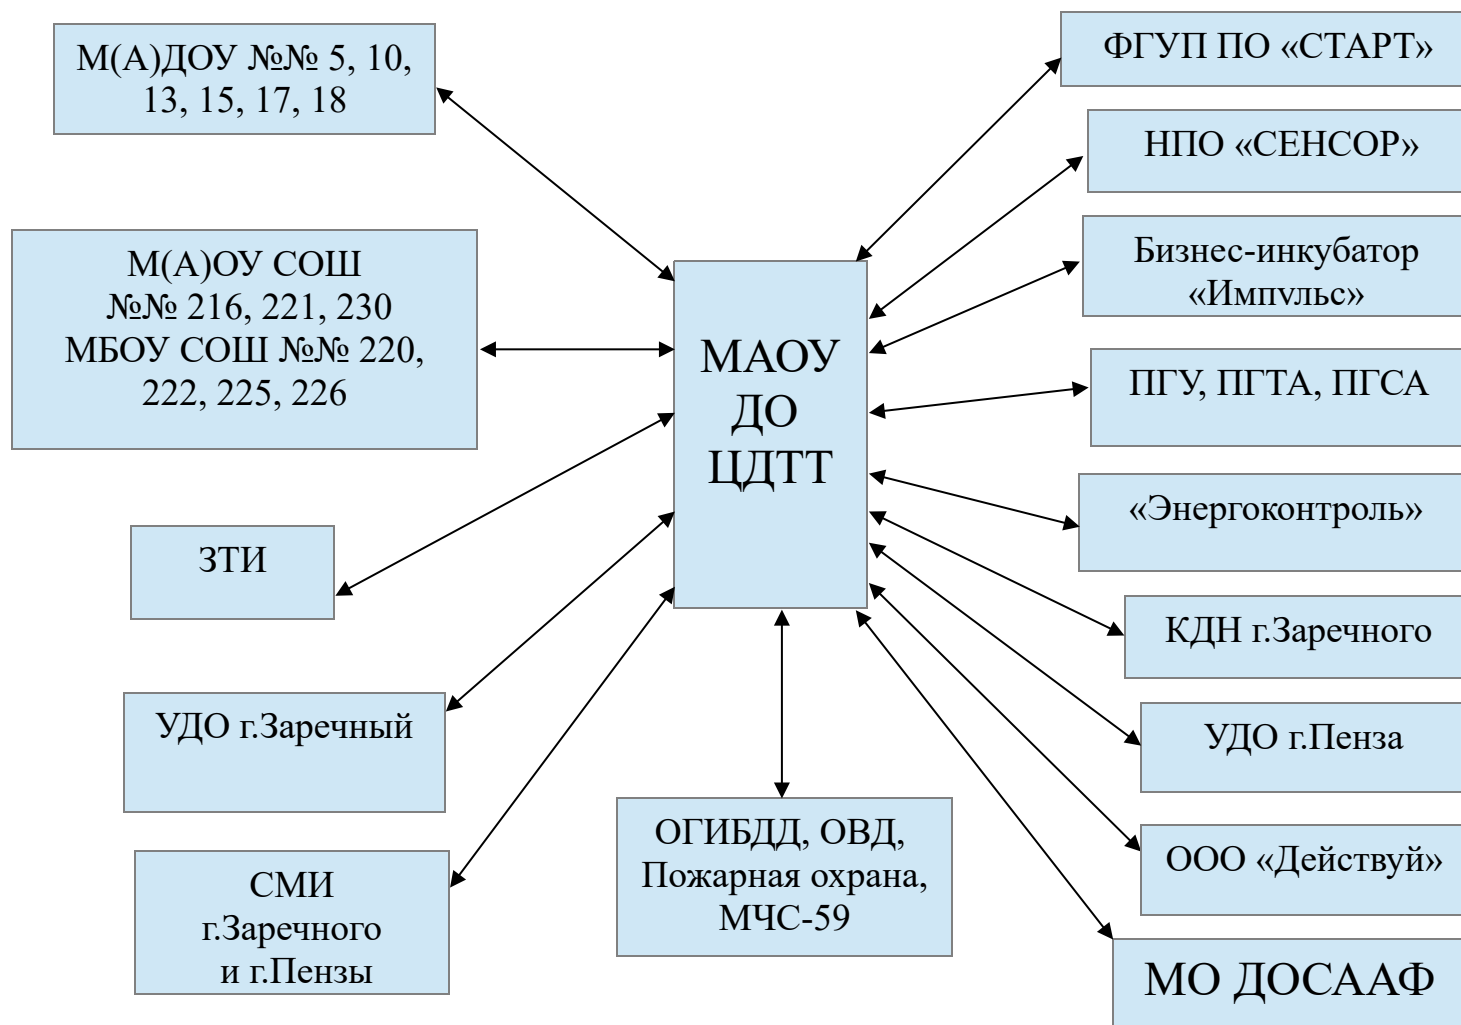 М(А)ДОУ №№ 5, 10,
13, 15, 17, 18
М(А)ОУ СОШ
№№ 216, 221, 230
МБОУ СОШ №№ 220,
222, 225, 226
ЗТИ
УДО г.Заречный
СМИ
г.Заречного
и г.Пензы
МАОУ
ДО
ЦДТТ
ОГИБДД, ОВД,
Пожарная охрана,
МЧС-59
ФГУП ПО «СТАРТ»
НПО «СЕНСОР»
Бизнес-инкубатор
«Импульс»
ПГУ, ПГТА, ПГСА
«Энергоконтроль»
КДН г.Заречного
УДО г.Пенза
ООО «Действуй»
МО ДОСААФ